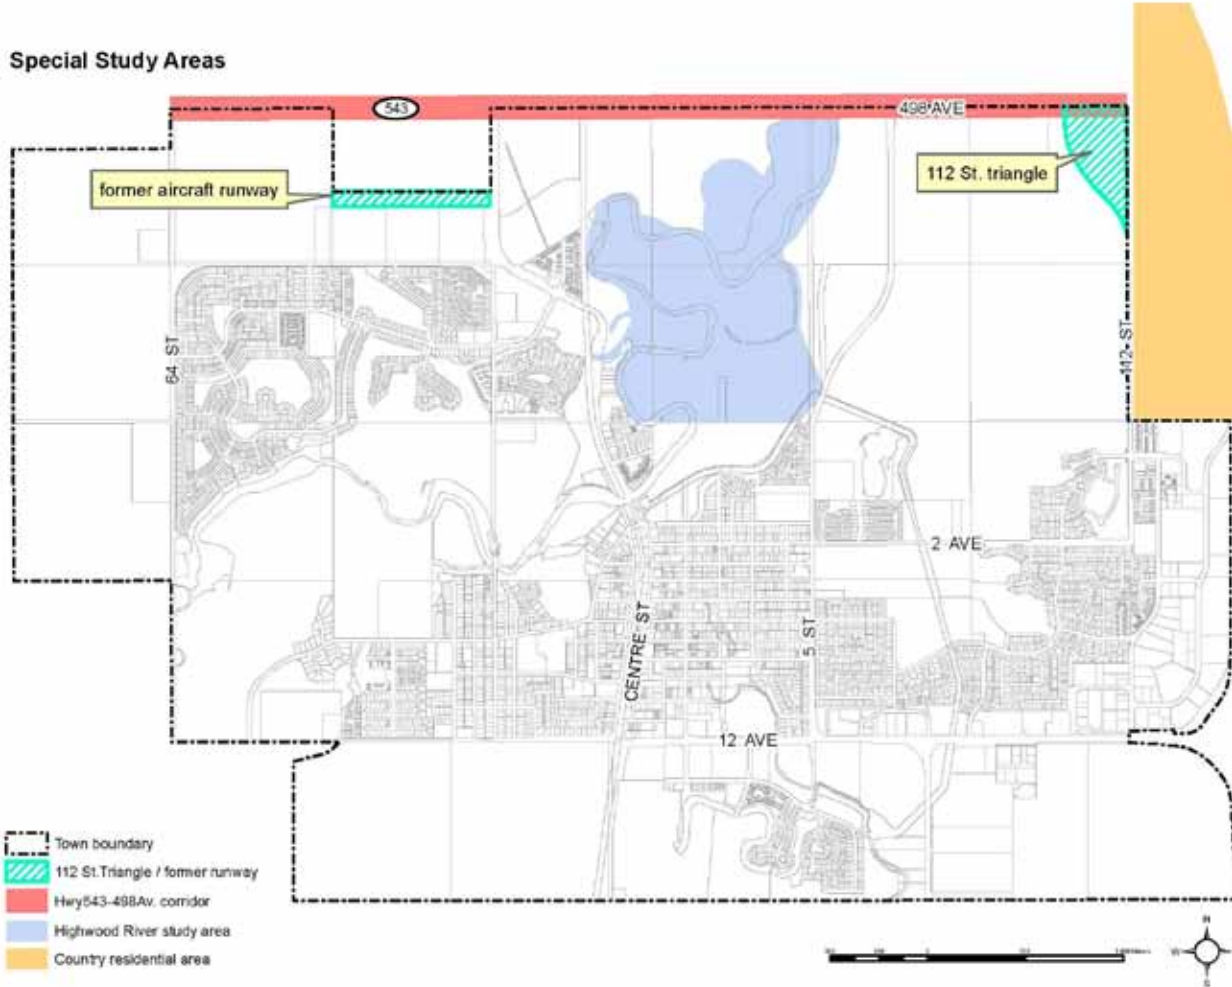 Special Study Areas
543
498 AVE
former aircraft runway
112 St. triangle
64 ST
112 ST
2 AVE
CENTRE ST
5 ST
12 AVE
Town boundary
112 St.Triangle / former runway
Hwy543-498Av. corridor
Highwood River study area
Country residential area
N
W
S